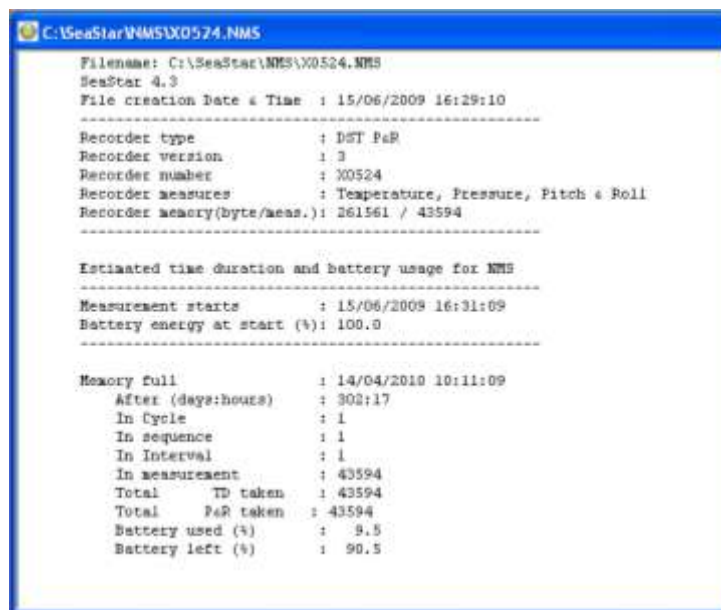 C:\SeaStar\NMS\X0524.NMS
Filename: C:\SeaStar\NMS\X0524.NMS
SeaStar 4.3
File creation Date & Time : 15/06/2009 16:29:10
--------------------------------------------------
Recorder type : DST P&R
Recorder version : 3
Recorder number : X0524
Recorder measures : Temperature, Pressure, Pitch & Roll
Recorder memory(byte/meas.): 261561 / 43594
--------------------------------------------------
Estimated time duration and battery usage for NMS
--------------------------------------------------
Measurement starts : 15/06/2009 16:31:09
Battery energy at start (%): 100.0
--------------------------------------------------
Memory full : 14/04/2010 10:11:09
After (days:hours) : 302:17
In Cycle : 1
In sequence : 1
In Interval : 1
In measurement : 43594
Total TD taken : 43594
Total P&R taken : 43594
Battery used (%) : 9.5
Battery left (%) : 90.5